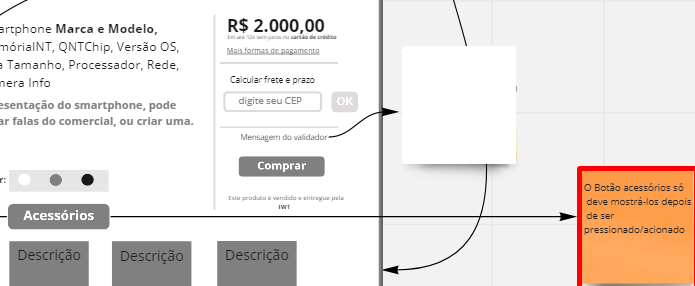 artphone Marca e Modelo,
móriaINT, QNTChip, Versão OS,
a Tamanho, Processador, Rede,
mera Info
esentação do smartphone, pode
ar falas do comercial, ou criar uma.
r:
R$ 2.000,00
Em até 12x sem juros no cartão de crédito
Mais formas de pagamento
Calcular frete e prazo
digite seu CEP
OK
Mensagem do validador
Comprar
Este produto é vendido e entregue pela
IWT
Acessórios
Descrição
Descrição
Descrição
O Botão acessórios só
deve mostrá-los depois
de ser
pressionado/acionado